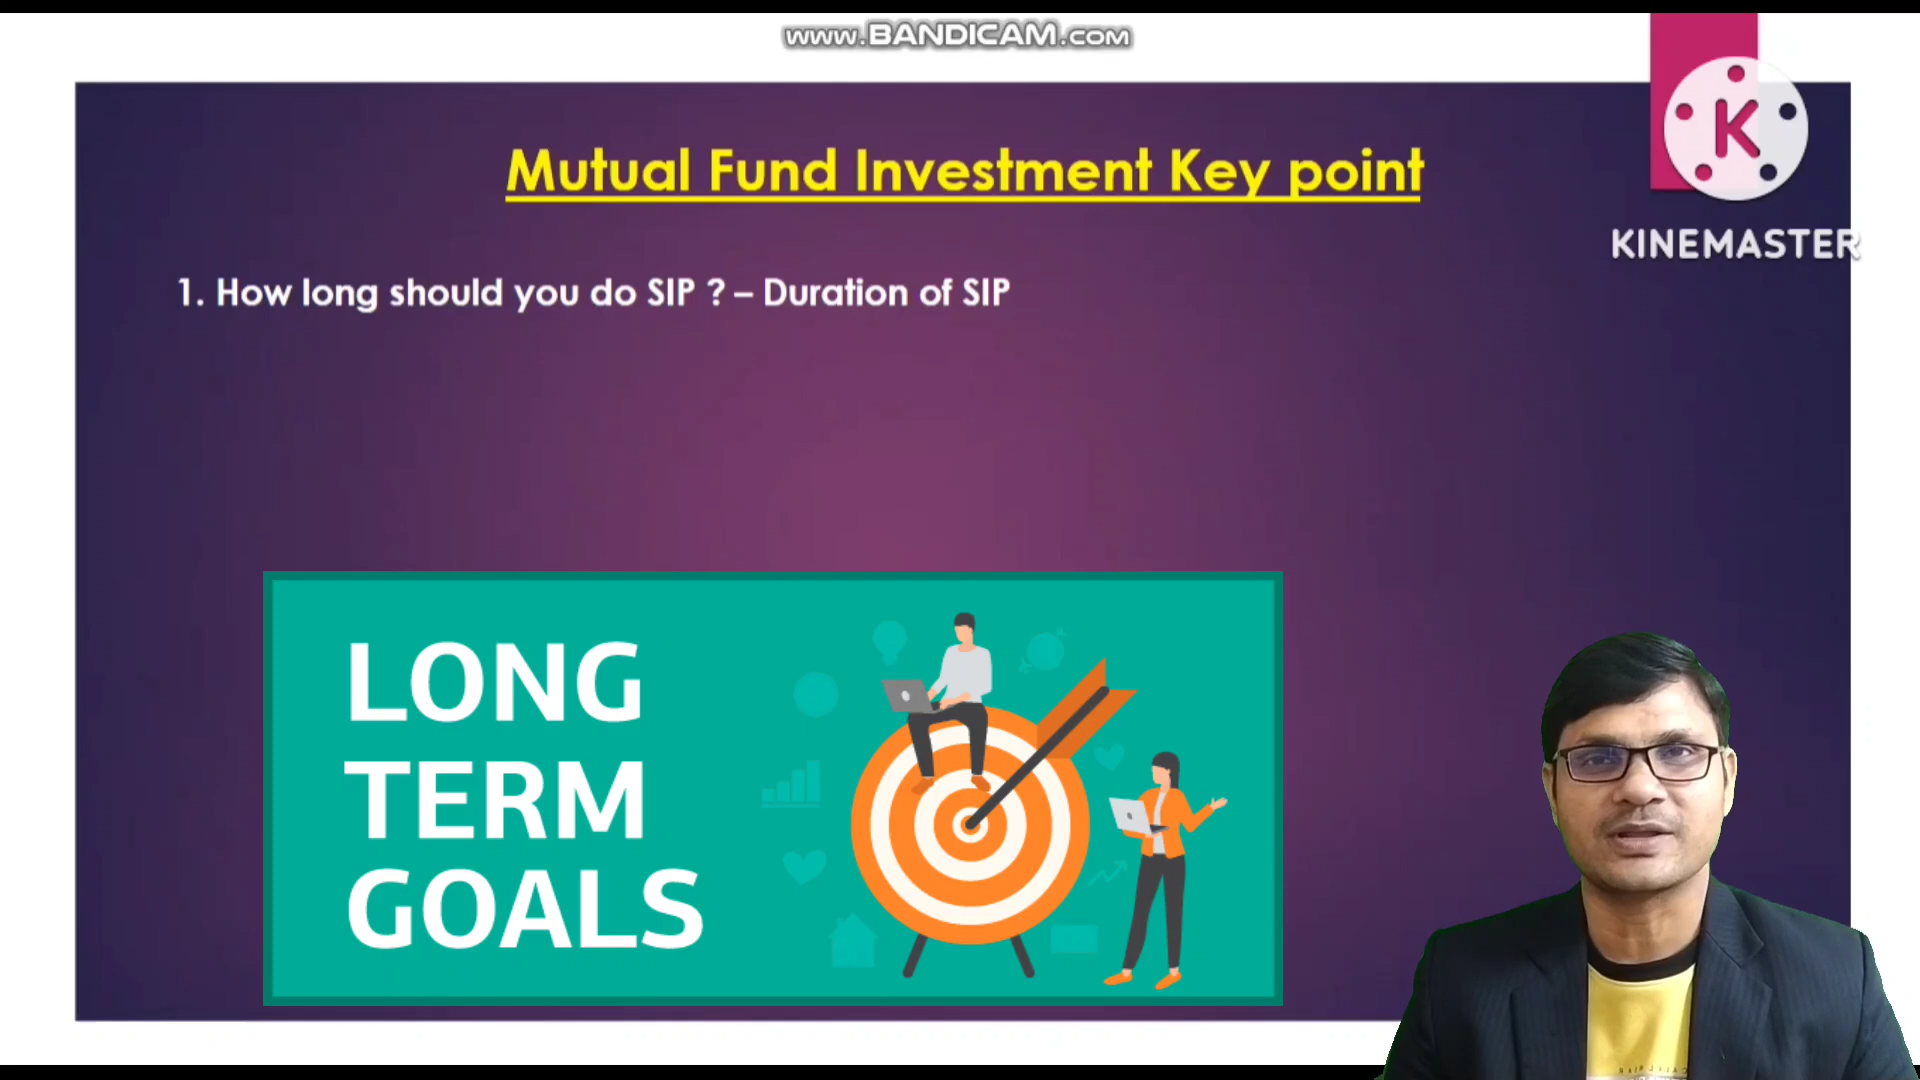 www.BANDICAM.com
Mutual Fund Investment Key point
K
KINEMASTER
1. How long should you do SIP ? – Duration of SIP
LONG
TERM
GOALS